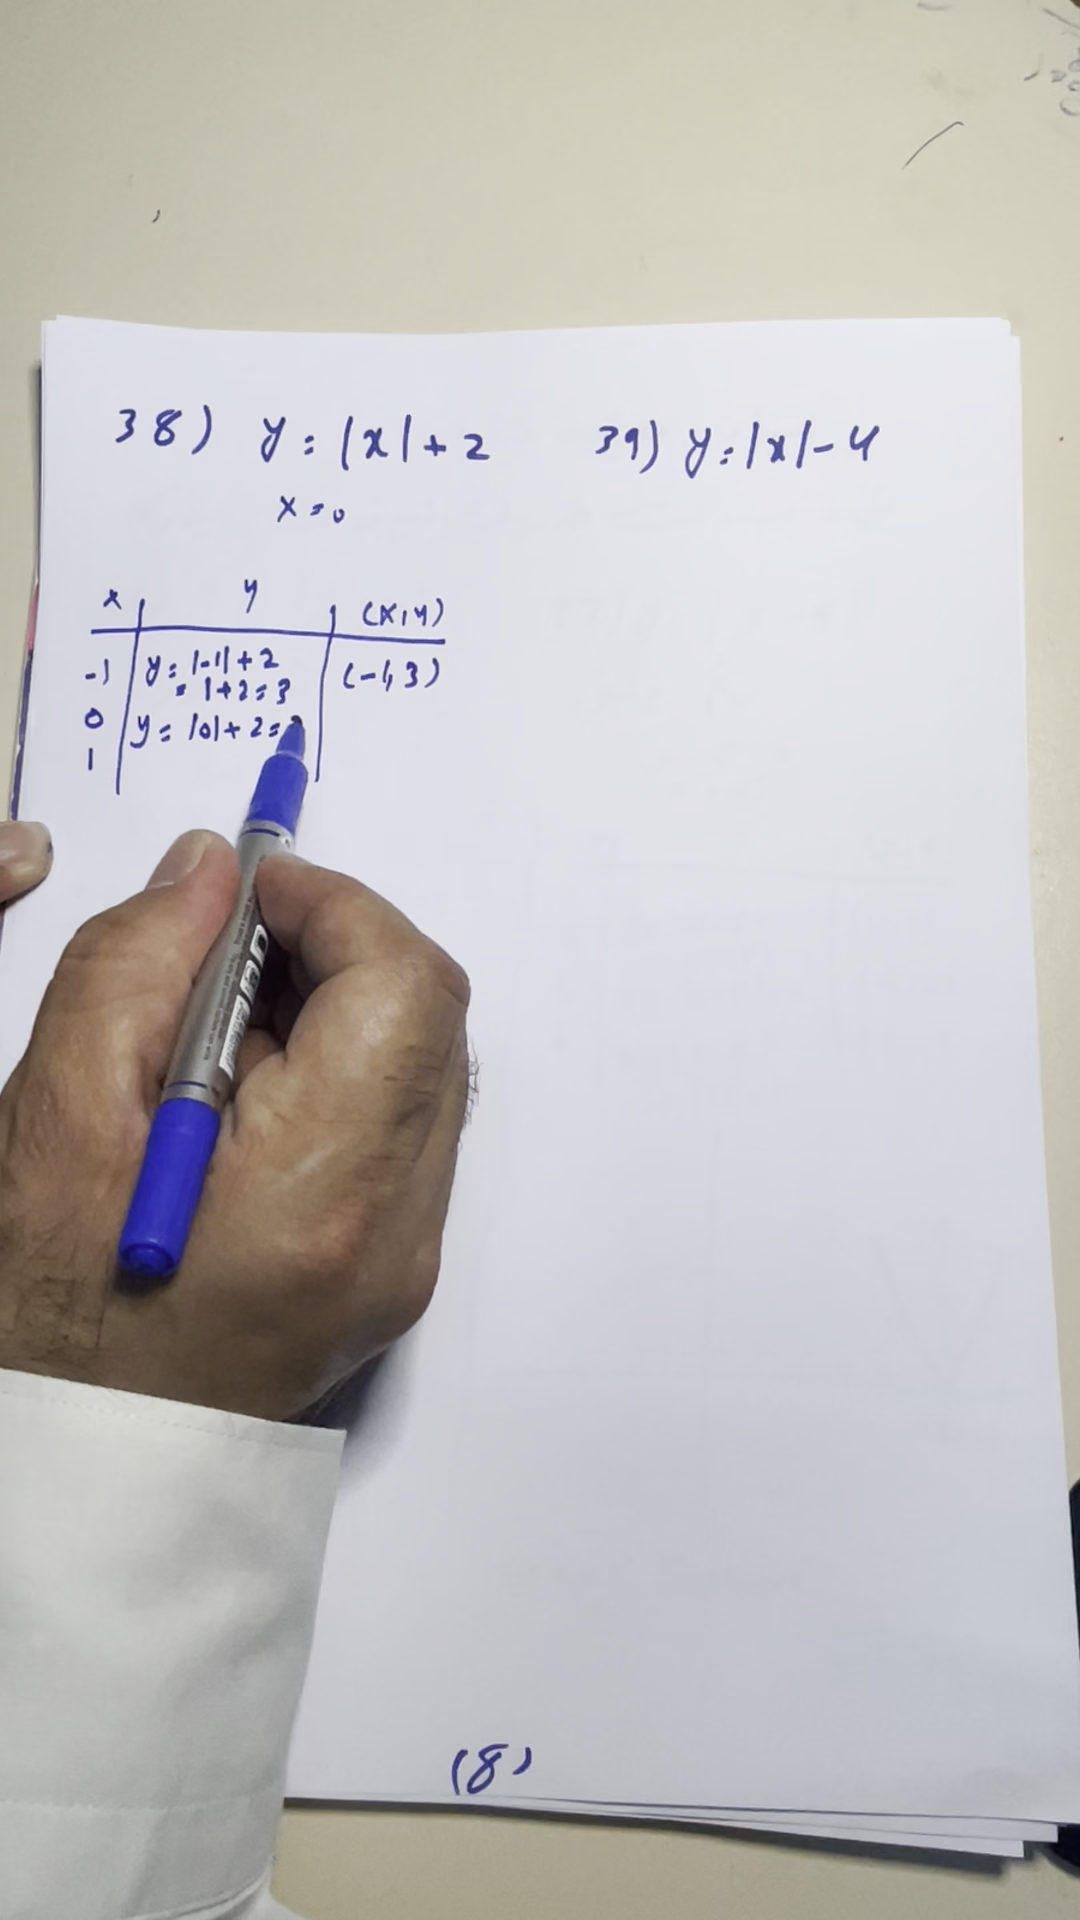 38) y = |x| + 2
39) y = |x| - 4
x = 0
x y (x,y)
-1 y = |-1| + 2 (-1,3)
= 1 + 2 = 3
0 y = |0| + 2 =
1
(8)